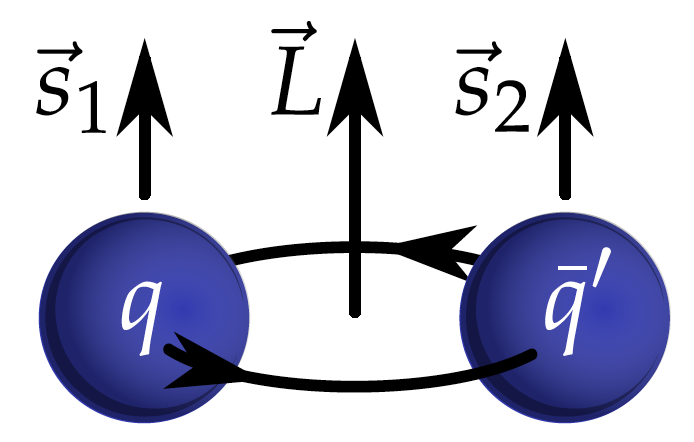 s⃗₁ L⃗ s⃗₂
q q̄′